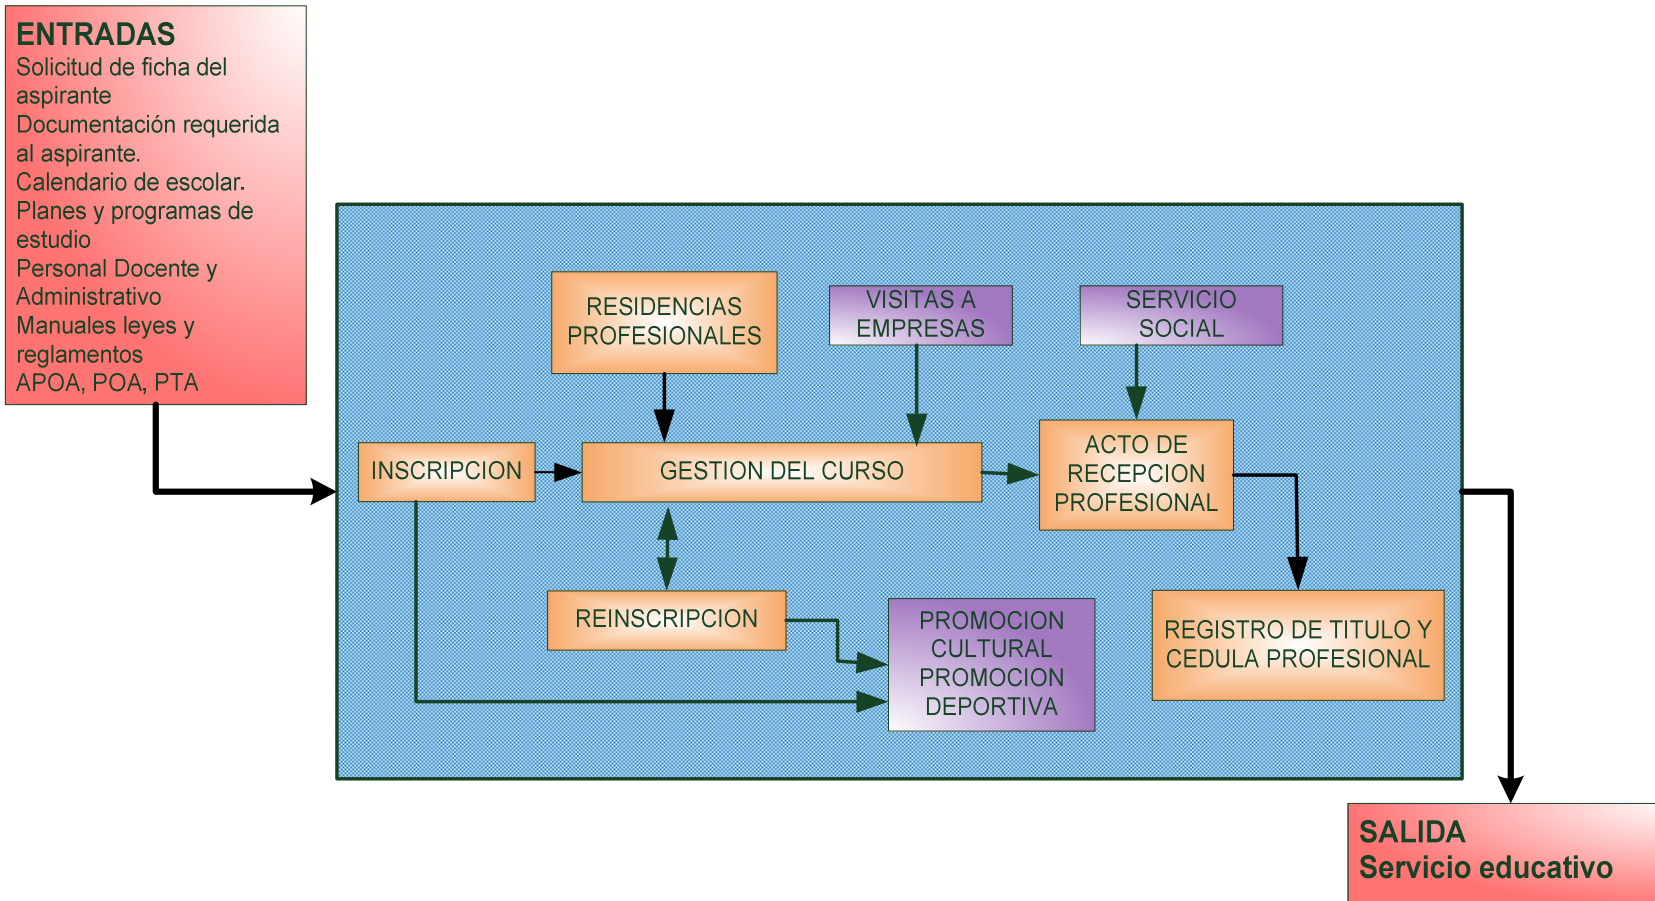 ENTRADAS
Solicitud de ficha del
aspirante
Documentación requerida
al aspirante.
Calendario de escolar.
Planes y programas de
estudio
Personal Docente y
Administrativo
Manuales leyes y
reglamentos
APOA, POA, PTA
RESIDENCIAS
PROFESIONALES
VISITAS A
EMPRESAS
SERVICIO
SOCIAL
INSCRIPCION
GESTION DEL CURSO
ACTO DE
RECEPCION
PROFESIONAL
REINSCRIPCION
PROMOCION
CULTURAL
PROMOCION
DEPORTIVA
REGISTRO DE TITULO Y
CEDULA PROFESIONAL
SALIDA
Servicio educativo